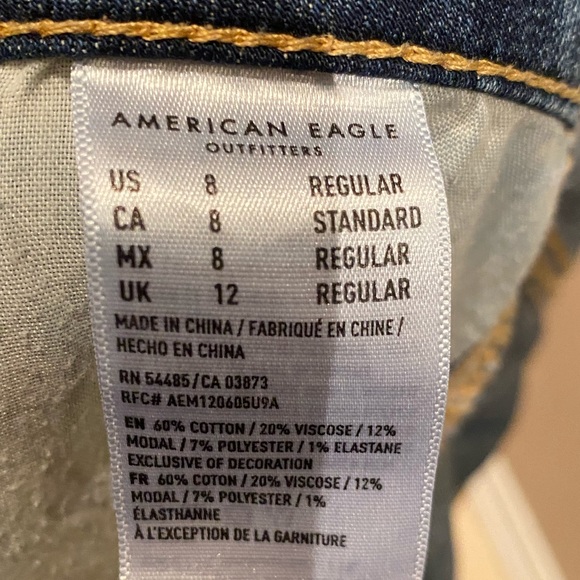 AMERICAN EAGLE
OUTFITTERS
US 8 REGULAR
CA 8 STANDARD
MX 8 REGULAR
UK 12 REGULAR
MADE IN CHINA / FABRIQUÉ EN CHINE /
HECHO EN CHINA
RN 54485/CA 03873
RFC# AEM120605U9A
EN 60% COTTON / 20% VISCOSE / 12%
MODAL / 7% POLYESTER / 1% ELASTANE
EXCLUSIVE OF DECORATION
FR 60% COTON / 20% VISCOSE / 12%
MODAL / 7% POLYESTER / 1%
ÉLASTHANNE
À L'EXCEPTION DE LA GARNITURE